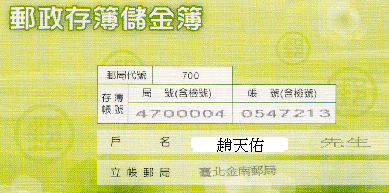 郵政存簿儲金簿
郵局代號 700
存簿帳號 局 號(含檢號) 帳 號(含檢號)
4700004 0547213
戶 名 趙天佑 先生
立帳郵局 臺北金南郵局